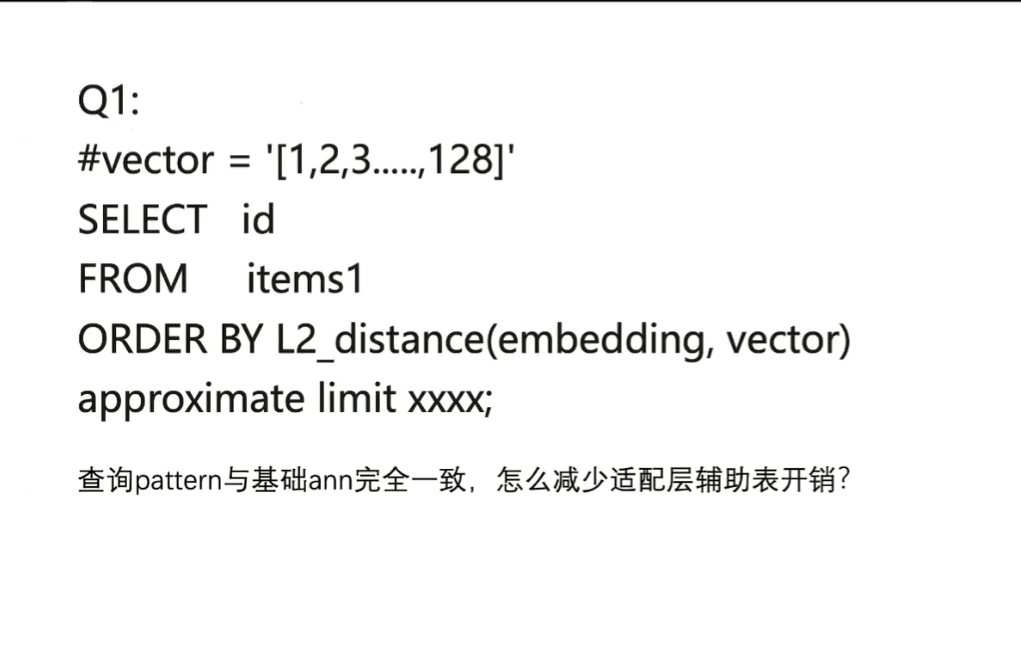 Q1:
#vector = '[1,2,3.....,128]'
SELECT id
FROM items1
ORDER BY L2_distance(embedding, vector)
approximate limit xxxx;
查询pattern与基础ann完全一致，怎么减少适配层辅助表开销？